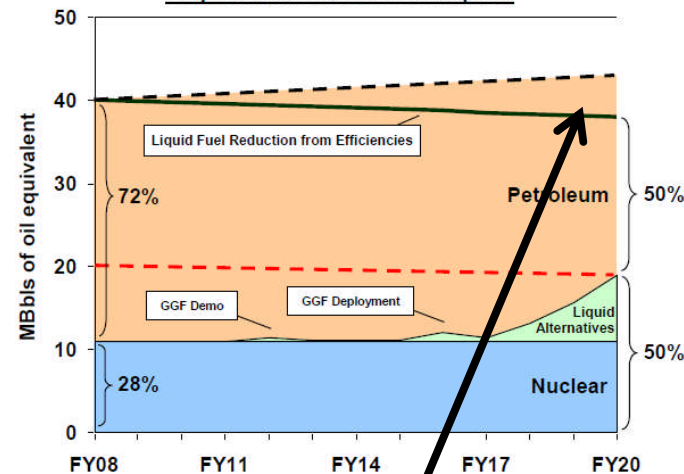 50
40
30
20
10
0
MBbls of oil equivalent
Liquid Fuel Reduction from Efficiencies
72%
Petroleum
50%
GGF Demo
GGF Deployment
Liquid
Alternatives
50%
28%
Nuclear
FY08 FY11 FY14 FY17 FY20